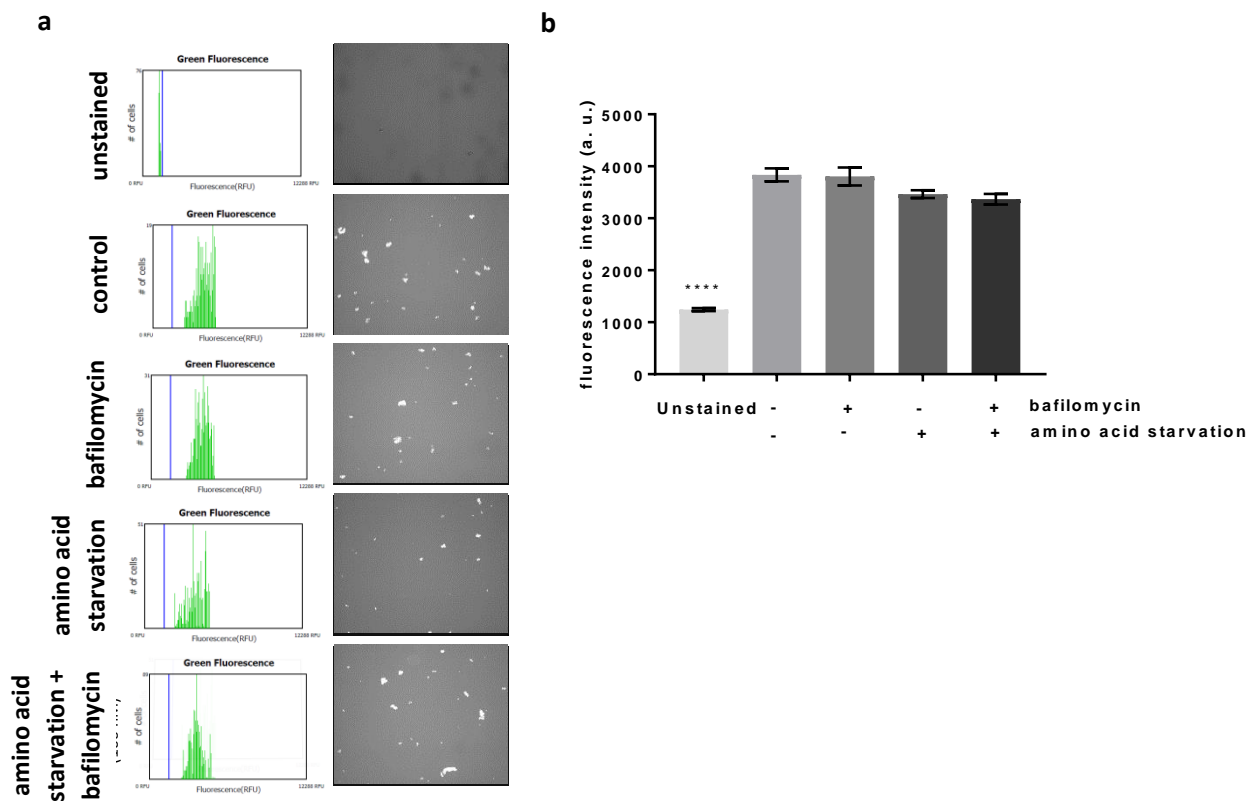 a
unstained
Green Fluorescence
76
# of cells
0 RFU
Fluorescence(RFU)
12288 RFU
control
Green Fluorescence
19
# of cells
0 RFU
Fluorescence(RFU)
12288 RFU
bafilomycin
Green Fluorescence
31
# of cells
0 RFU
Fluorescence(RFU)
12288 RFU
amino acid
starvation
Green Fluorescence
# of cells
0 RFU
Fluorescence(RFU)
12288 RFU
amino acid
starvation +
bafilomycin
Green Fluorescence
# of cells
0 RFU
Fluorescence(RFU)
12288 RFU
b
fluorescence intensity (a. u.)
5000
4000
3000
2000
1000
0
****
Unstained - + - + bafilomycin
- - + + amino acid starvation